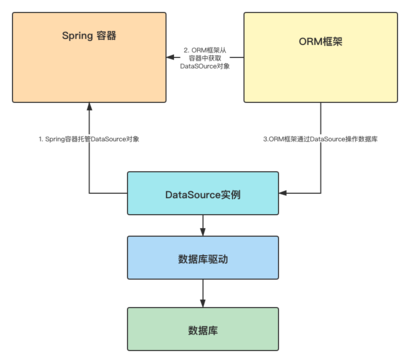 Spring 容器
ORM框架
2. ORM框架从
容器中获取
DataSOurce对象
1. Spring容器托管DataSource对象
3.ORM框架通过DataSource操作数据库
DataSource实例
数据库驱动
数据库